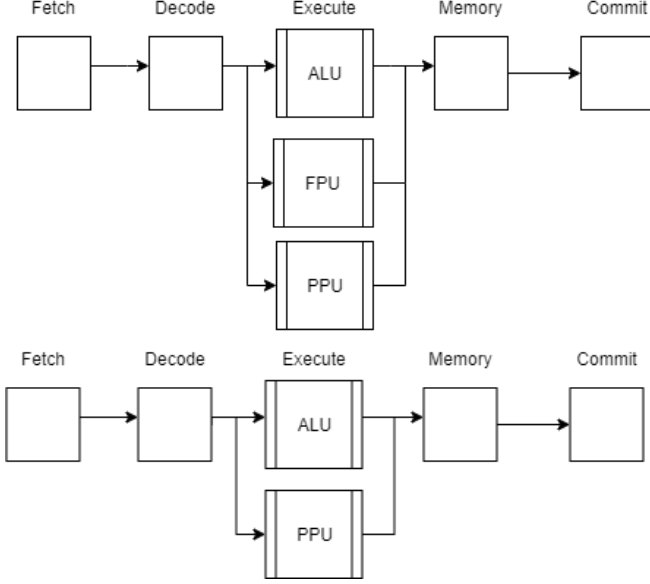 Fetch Decode Execute Memory Commit
ALU
FPU
PPU
Fetch Decode Execute Memory Commit
ALU
PPU